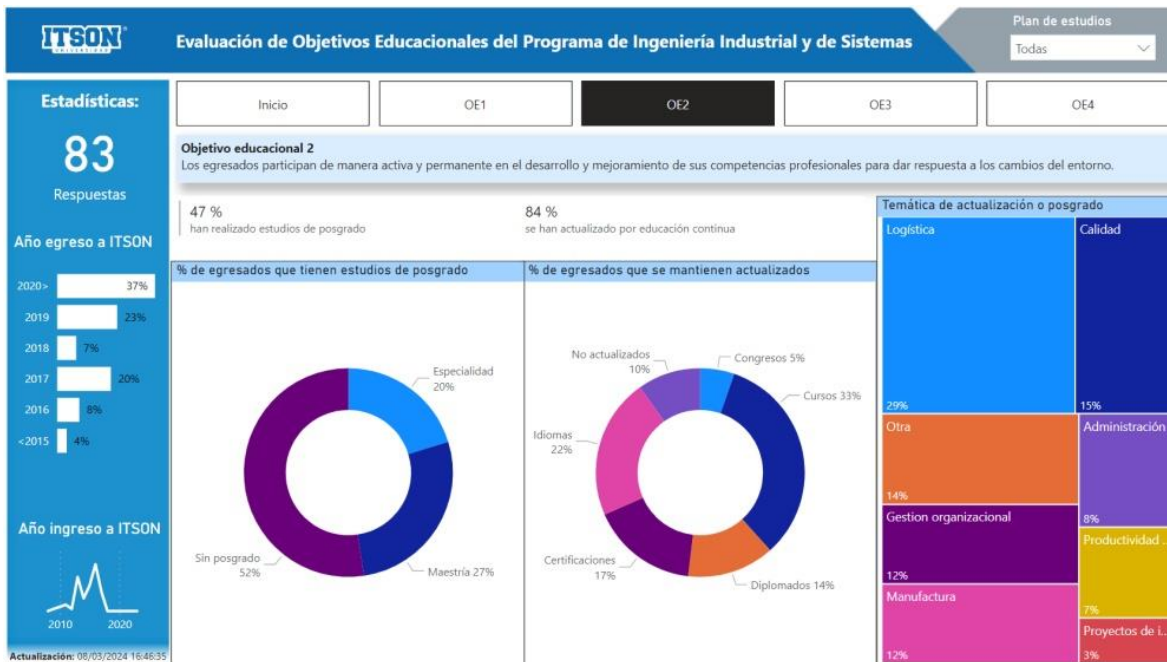 ITSON
UNIVERSIDAD
Evaluación de Objetivos Educacionales del Programa de Ingeniería Industrial y de Sistemas
Plan de estudios
Todas
Estadísticas:
83
Respuestas
Año egreso a ITSON
2020> 37%
2019 23%
2018 7%
2017 20%
2016 8%
<2015 4%
Año ingreso a ITSON
2010 2020
Actualización: 08/03/2024 16:46:35
Inicio
OE1
OE2
OE3
OE4
Objetivo educacional 2
Los egresados participan de manera activa y permanente en el desarrollo y mejoramiento de sus competencias profesionales para dar respuesta a los cambios del entorno.
47 %
han realizado estudios de posgrado
84 %
se han actualizado por educación continua
% de egresados que tienen estudios de posgrado
Especialidad
20%
Maestría 27%
Sin posgrado
52%
% de egresados que se mantienen actualizados
No actualizados
10%
Congresos 5%
Cursos 33%
Idiomas
22%
Certificaciones
17%
Diplomados 14%
Temática de actualización o posgrado
Logística
29%
Calidad
15%
Otra
14%
Administración
8%
Gestion organizacional
12%
Productividad ...
7%
Manufactura
12%
Proyectos de i...
3%